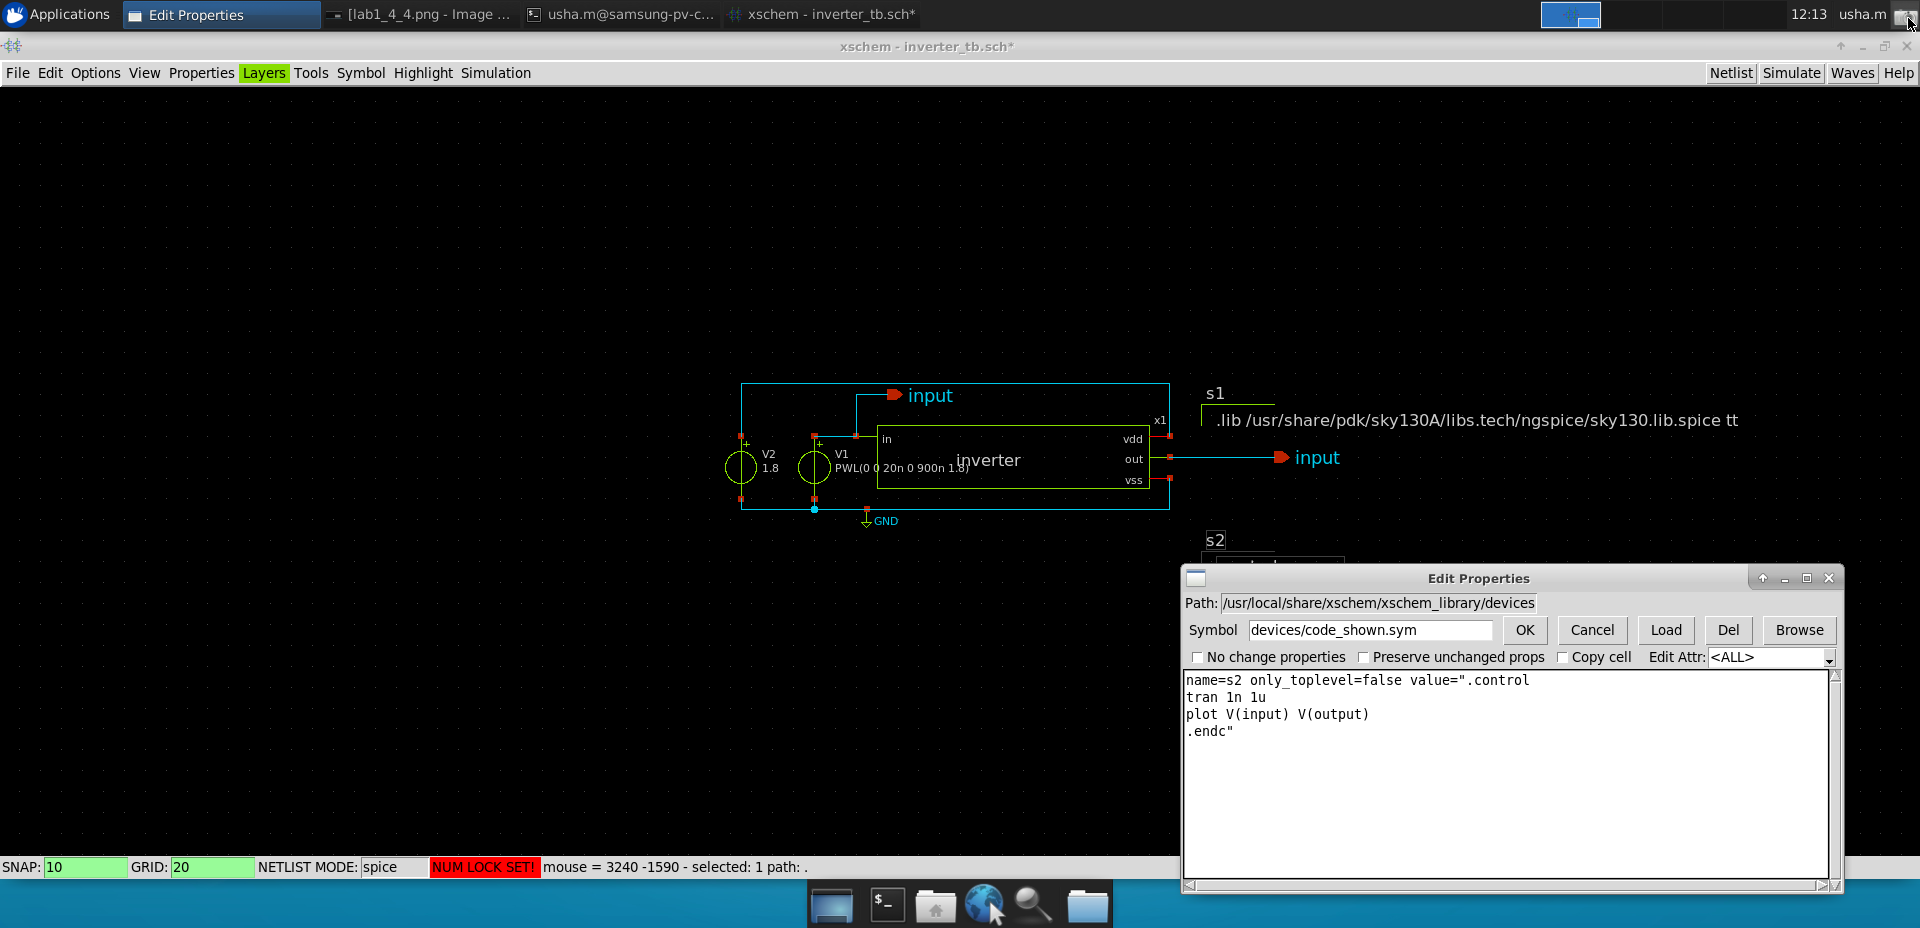 Applications Edit Properties [lab1_4_4.png - Image ... usha.m@samsung-pv-c... xschem - inverter_tb.sch* 12:13 usha.m
xschem - inverter_tb.sch*
File Edit Options View Properties Layers Tools Symbol Highlight Simulation Netlist Simulate Waves Help
input
s1
.lib /usr/share/pdk/sky130A/libs.tech/ngspice/sky130.lib.spice tt
x1
in vdd
V2 V1
1.8 PWL(0 0 20n 0 900n 1.8)
inverter out input
vss
GND
s2
Edit Properties
Path: /usr/local/share/xschem/xschem_library/devices
Symbol devices/code_shown.sym OK Cancel Load Del Browse
No change properties Preserve unchanged props Copy cell Edit Attr: <ALL>
name=s2 only_toplevel=false value=".control
tran 1n 1u
plot V(input) V(output)
.endc"
SNAP: 10 GRID: 20 NETLIST MODE: spice NUM LOCK SET! mouse = 3240 -1590 - selected: 1 path: .
$_